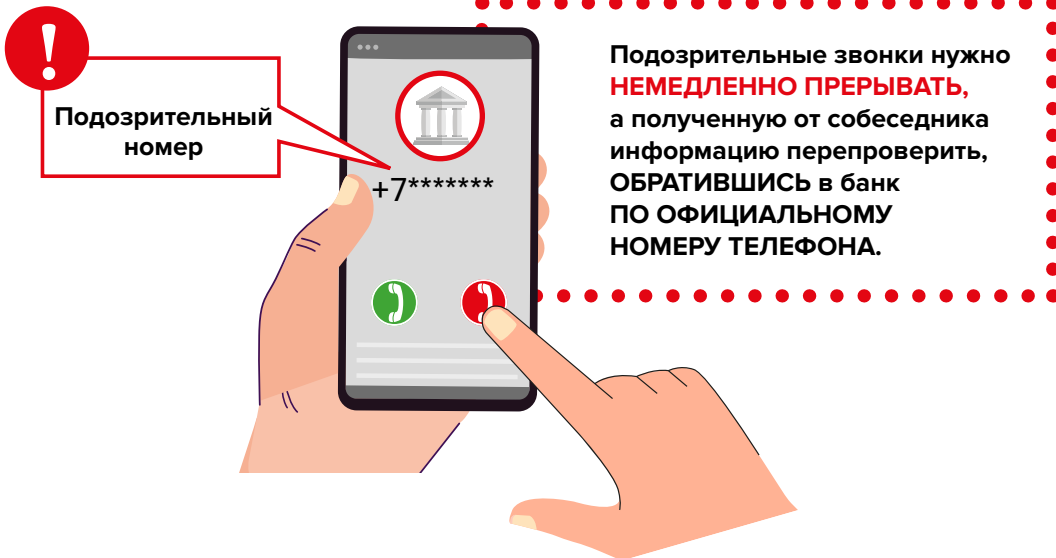 Подозрительный
номер
+7*******
Подозрительные звонки нужно
НЕМЕДЛЕННО ПРЕРЫВАТЬ,
а полученную от собеседника
информацию перепроверить,
ОБРАТИВШИСЬ в банк
ПО ОФИЦИАЛЬНОМУ
НОМЕРУ ТЕЛЕФОНА.